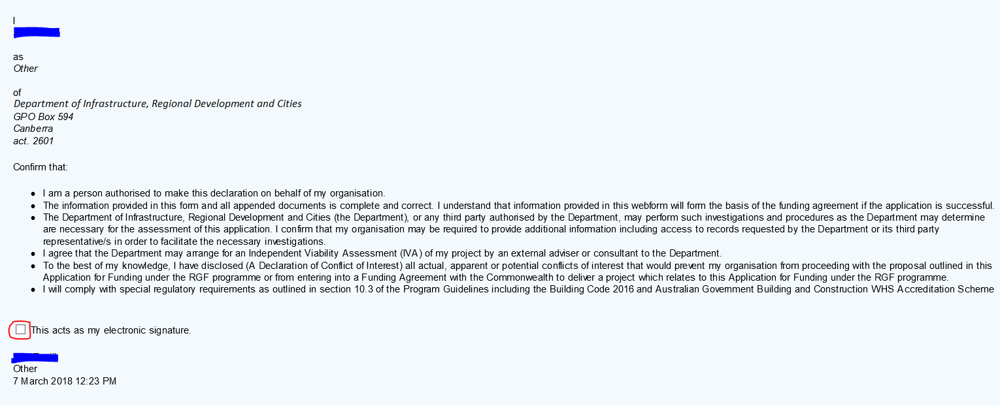 I
as
Other
of
Department of Infrastructure, Regional Development and Cities
GPO Box 594
Canberra
act. 2601
Confirm that:
• I am a person authorised to make this declaration on behalf of my organisation.
• The information provided in this form and all appended documents is complete and correct. I understand that information provided in this webform will form the basis of the funding agreement if the application is successful.
• The Department of Infrastructure, Regional Development and Cities (the Department), or any third party authorised by the Department, may perform such investigations and procedures as the Department may determine
are necessary for the assessment of this application. I confirm that my organisation may be required to provide additional information including access to records requested by the Department or its third party
representative/s in order to facilitate the necessary investigations.
• I agree that the Department may arrange for an Independent Viability Assessment (IVA) of my project by an external adviser or consultant to the Department.
• To the best of my knowledge, I have disclosed (A Declaration of Conflict of Interest) all actual, apparent or potential conflicts of interest that would prevent my organisation from proceeding with the proposal outlined in this
Application for Funding under the RGF programme or from entering into a Funding Agreement with the Commonwealth to deliver a project which relates to this Application for Funding under the RGF programme.
• I will comply with special regulatory requirements as outlined in section 10.3 of the Program Guidelines including the Building Code 2016 and Australian Government Building and Construction WHS Accreditation Scheme
This acts as my electronic signature.
Other
7 March 2018 12:23 PM